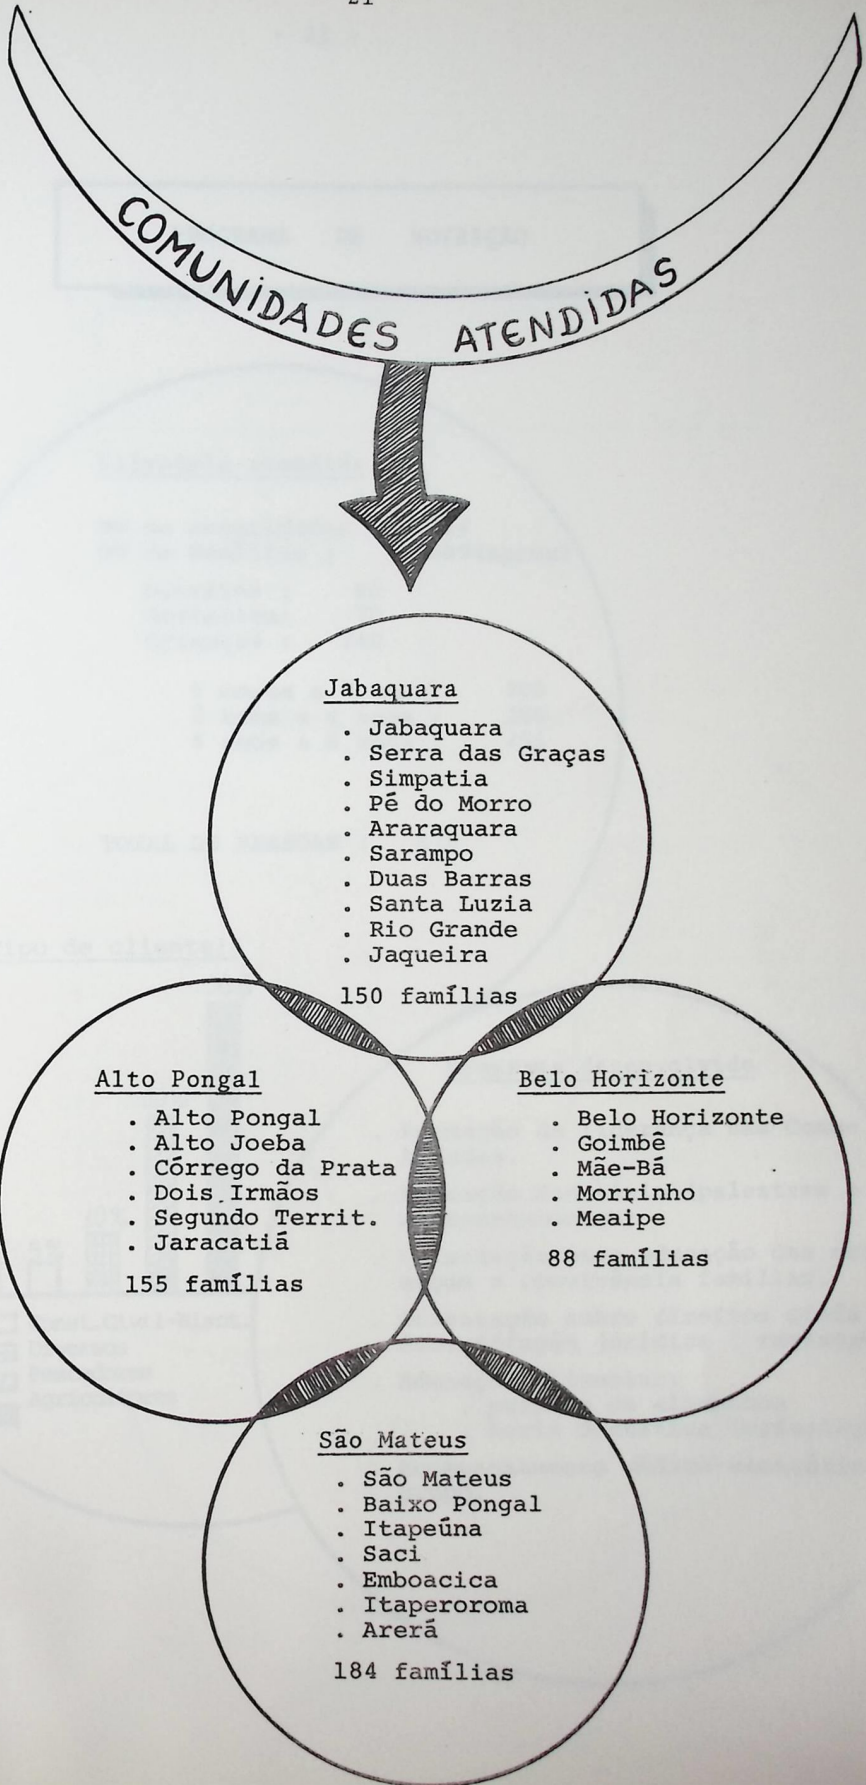 21
COMUNIDADES ATENDIDAS
Jabaquara
. Jabaquara
. Serra das Graças
. Simpatia
. Pé do Morro
. Araraquara
. Sarampo
. Duas Barras
. Santa Luzia
. Rio Grande
. Jaqueira
150 famílias
Alto Pongal
. Alto Pongal
. Alto Joeba
. Córrego da Prata
. Dois Irmãos
. Segundo Territ.
. Jaracatiá
155 famílias
Belo Horizonte
. Belo Horizonte
. Goimbê
. Mãe-Bá
. Morrinho
. Meaipe
88 famílias
São Mateus
. São Mateus
. Baixo Pongal
. Itapeúna
. Saci
. Emboacica
. Itaperoroma
. Arerá
184 famílias